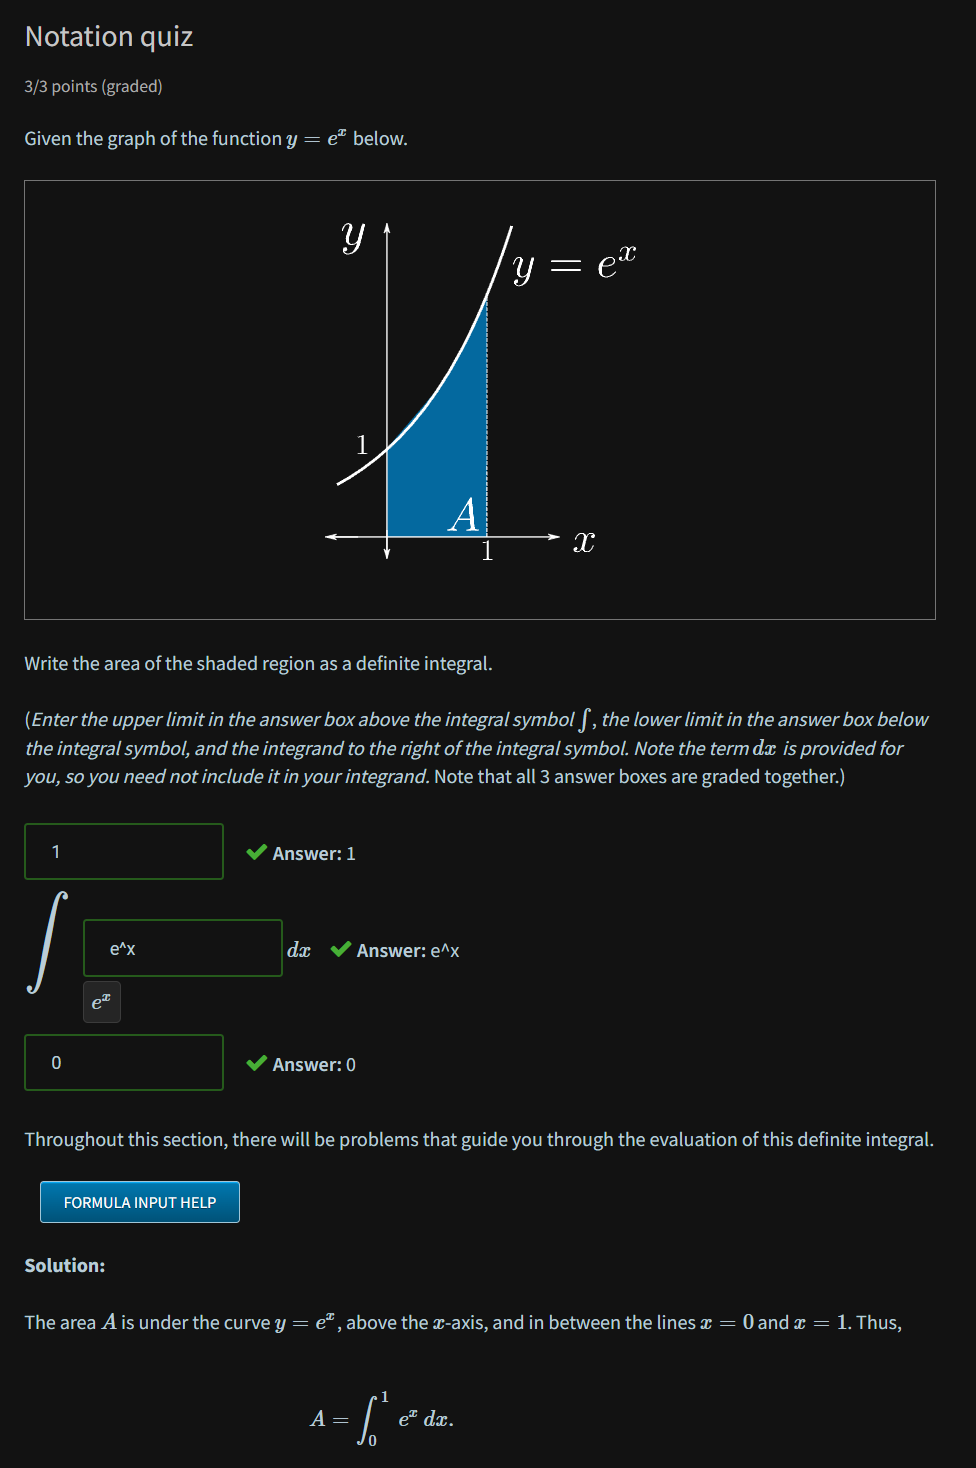 Notation quiz
3/3 points (graded)
Given the graph of the function y = e^x below.
y
y = e^x
1
A
x
1
Write the area of the shaded region as a definite integral.
(Enter the upper limit in the answer box above the integral symbol ∫, the lower limit in the answer box below
the integral symbol, and the integrand to the right of the integral symbol. Note the term dx is provided for
you, so you need not include it in your integrand. Note that all 3 answer boxes are graded together.)
1 Answer: 1
∫ e^x dx Answer: e^x
e^x
0 Answer: 0
Throughout this section, there will be problems that guide you through the evaluation of this definite integral.
FORMULA INPUT HELP
Solution:
The area A is under the curve y = e^x, above the x-axis, and in between the lines x = 0 and x = 1. Thus,
A = ∫_0^1 e^x dx.